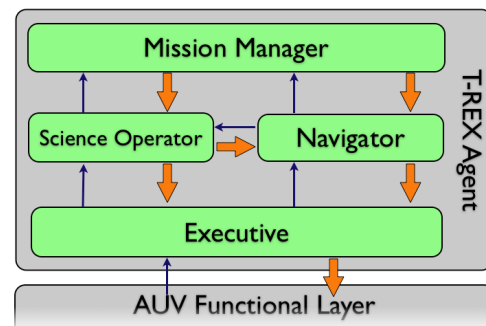 Mission Manager
Science Operator
Navigator
Executive
T-REX Agent
AUV Functional Layer